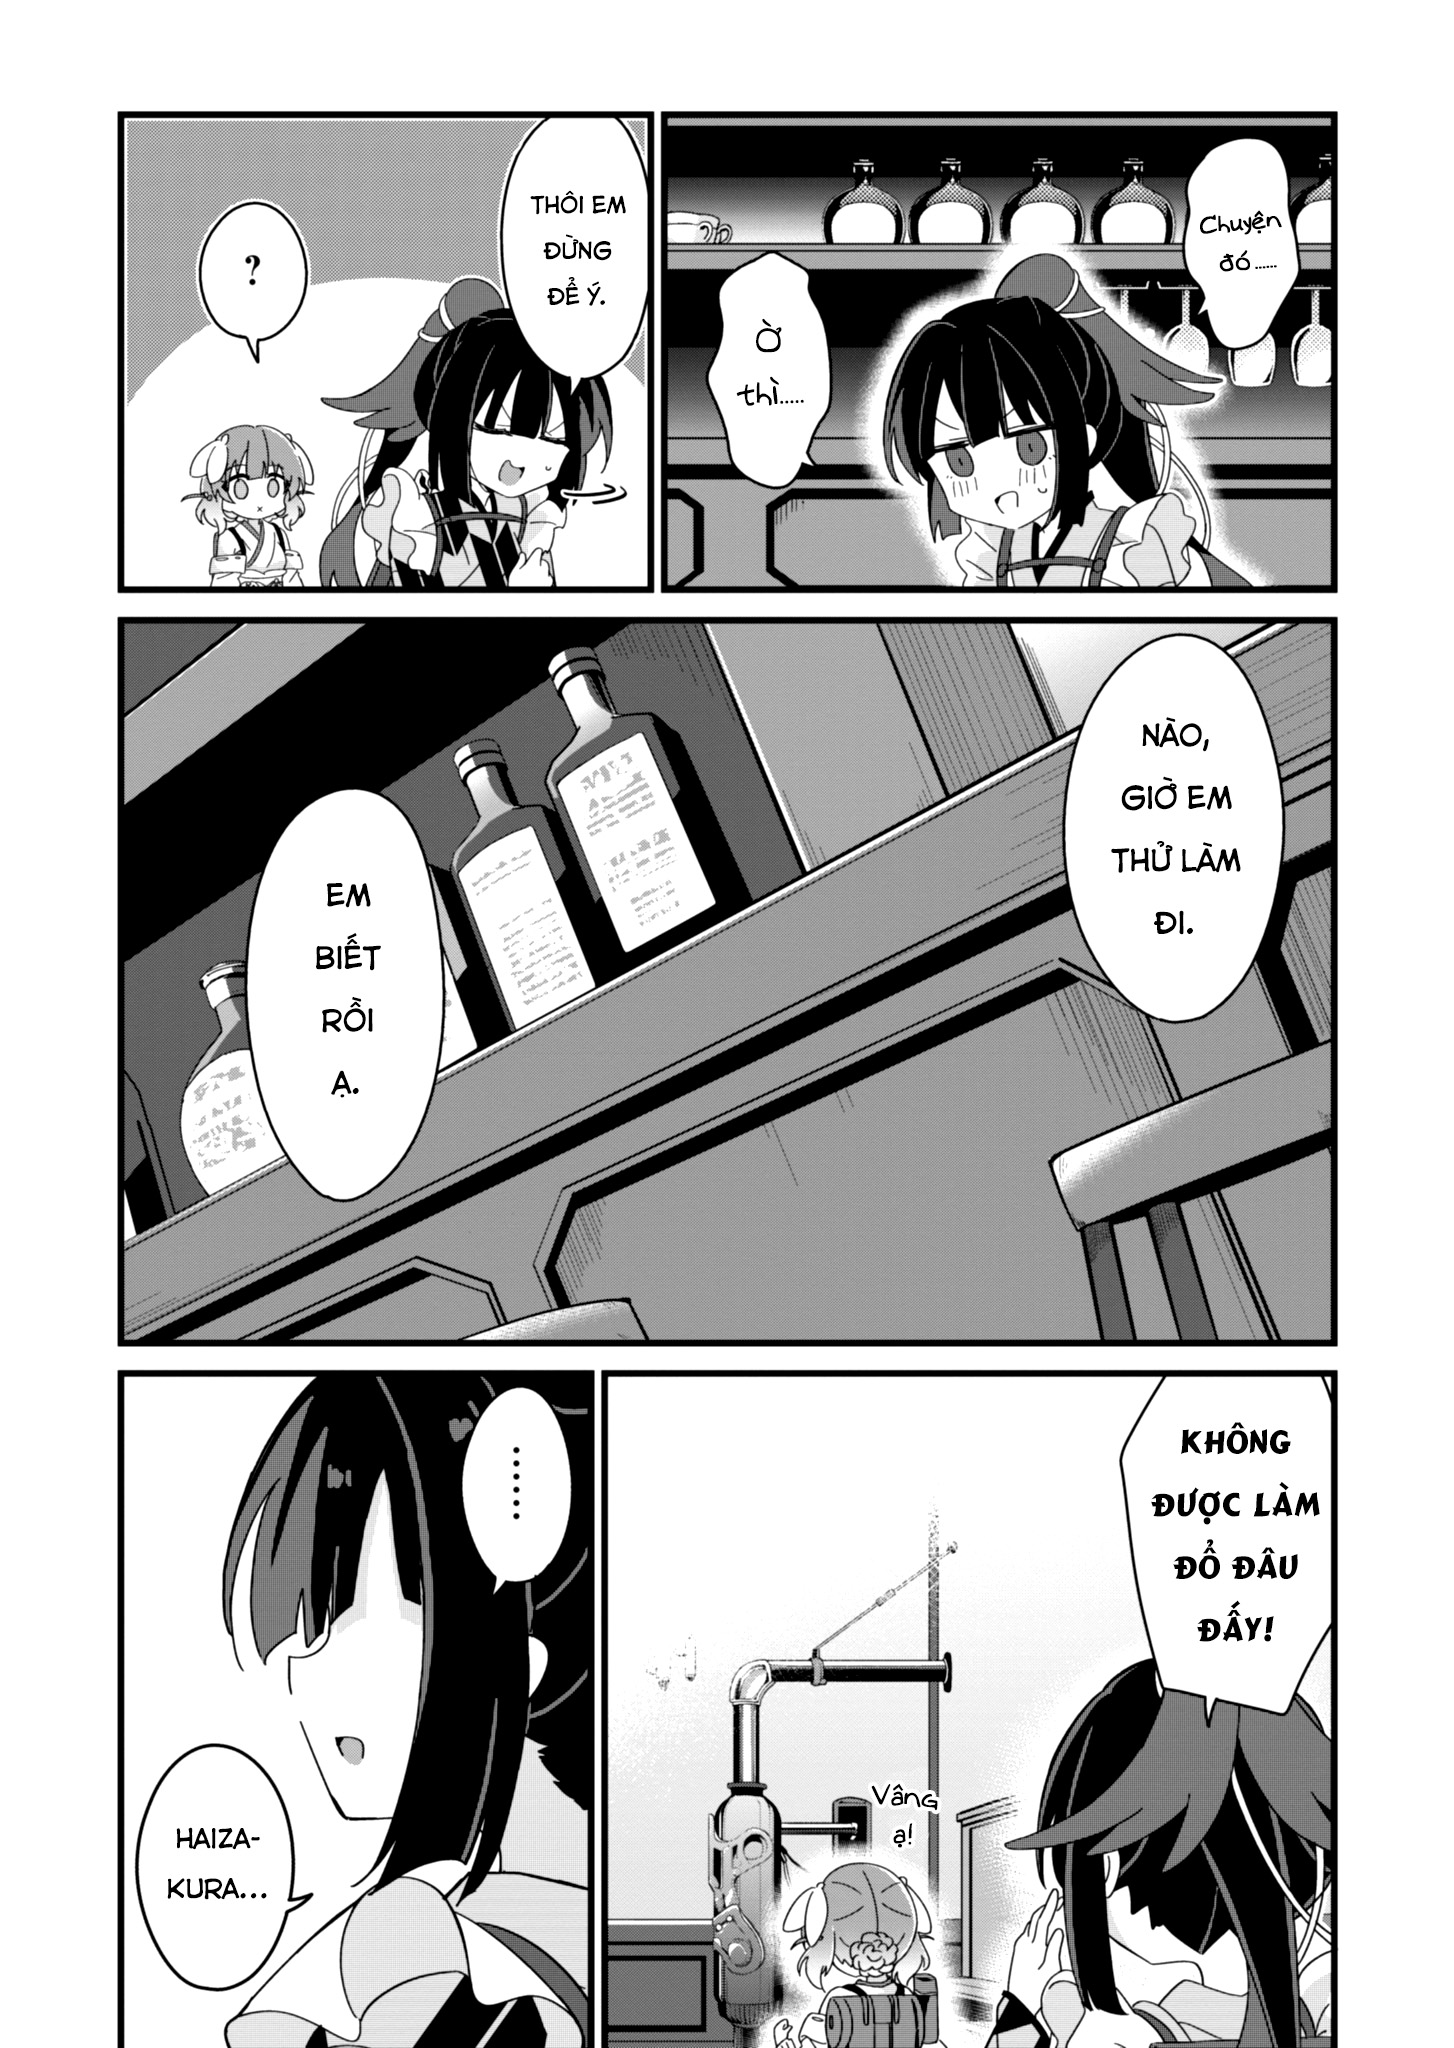 Chuyện
đó......
Ờ
thì.....
THÔI EM
ĐỪNG
ĐỂ Ý.
?
NÀO,
GIỜ EM
THỬ LÀM
ĐI.
EM
BIẾT
RỒI
Ạ.
KHÔNG
ĐƯỢC LÀM
ĐỔ ĐÂU
ĐẤY!
Vâng
ạ!
......
HAIZA-
KURA...